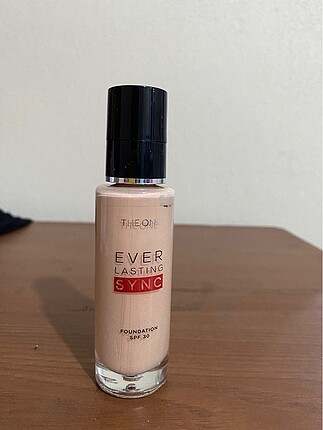 THE ONE
EVER
LASTING
SYNC
FOUNDATION
SPF 30